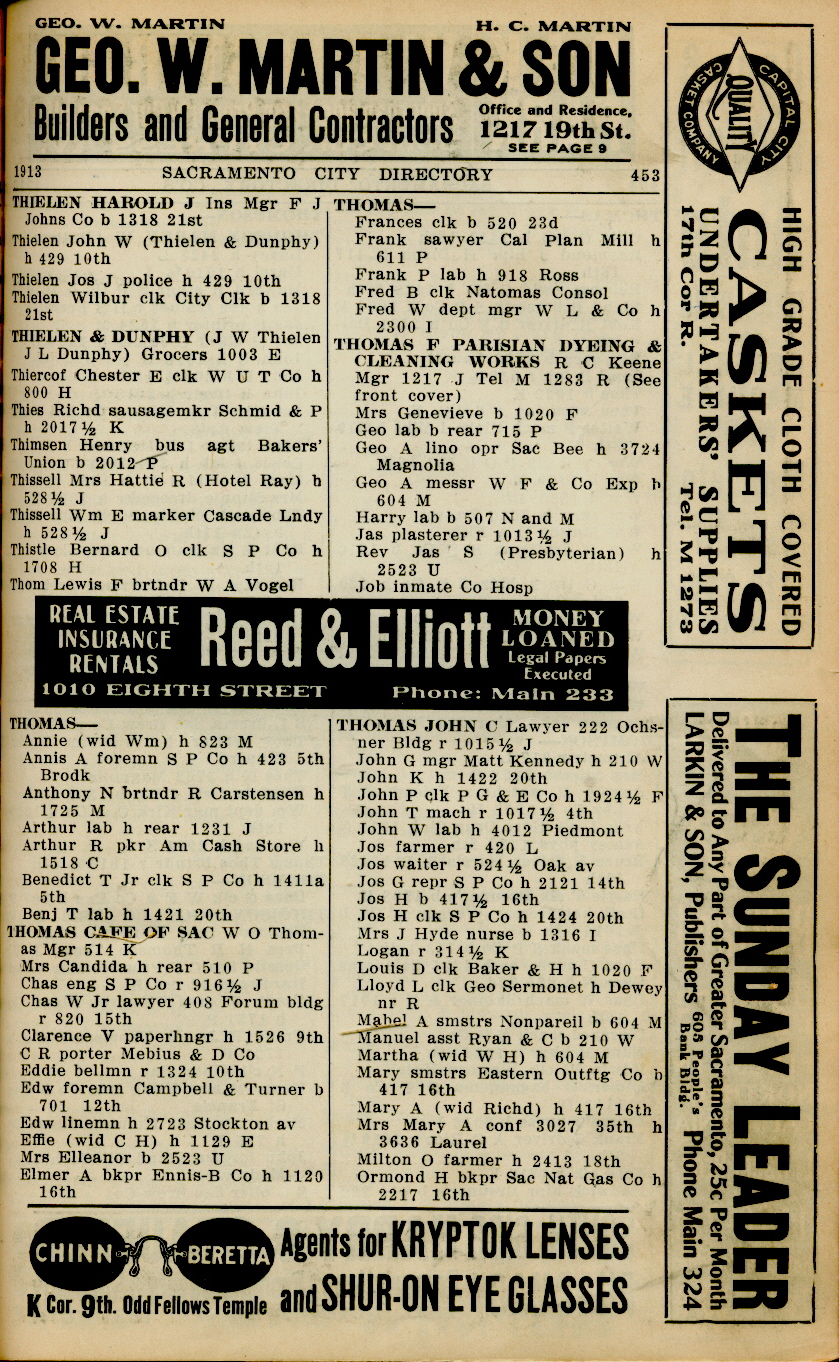 GEO. W. MARTIN H. C. MARTIN
GEO. W. MARTIN & SON
Builders and General Contractors
Office and Residence,
1217 19th St.
SEE PAGE 9
1913 SACRAMENTO CITY DIRECTORY 453
THIELEN HAROLD J Ins Mgr F J
Johns Co b 1318 21st
Thielen John W (Thielen & Dunphy)
h 429 10th
Thielen Jos J police h 429 10th
Thielen Wilbur clk City Clk b 1318
21st
THIELEN & DUNPHY (J W Thielen
J L Dunphy) Grocers 1003 E
Thiercof Chester E clk W U T Co h
800 H
Thies Richd sausagemkr Schmid & P
h 2017½ K
Thimsen Henry bus agt Bakers'
Union b 2012 P
Thissell Mrs Hattie R (Hotel Ray) h
528½ J
Thissell Wm E marker Cascade Lndy
h 528½ J
Thistle Bernard O clk S P Co h
1708 H
Thom Lewis F brtndr W A Vogel
THOMAS—
Frances clk b 520 23d
Frank sawyer Cal Plan Mill h
611 P
Frank P lab h 918 Ross
Fred B clk Natomas Consol
Fred W dept mgr W L & Co h
2300 I
THOMAS F PARISIAN DYEING &
CLEANING WORKS R C Keene
Mgr 1217 J Tel M 1283 R (See
front cover)
Mrs Genevieve b 1020 F
Geo lab b rear 715 P
Geo A lino opr Sac Bee h 3724
Magnolia
Geo A messr W F & Co Exp h
604 M
Harry lab b 507 N and M
Jas plasterer r 1013½ J
Rev Jas S (Presbyterian) h
2523 U
Job inmate Co Hosp
REAL ESTATE
INSURANCE
RENTALS
Reed & Elliott
MONEY
LOANED
Legal Papers
Executed
1010 EIGHTH STREET Phone: Main 233
THOMAS—
Annie (wid Wm) h 823 M
Annis A foremn S P Co h 423 5th
Brodk
Anthony N brtndr R Carstensen h
1725 M
Arthur lab h rear 1231 J
Arthur R pkr Am Cash Store h
1518 C
Benedict T Jr clk S P Co h 1411a
5th
Benj T lab h 1421 20th
THOMAS CAFE OF SAC W O Thom-
as Mgr 514 K
Mrs Candida h rear 510 P
Chas eng S P Co r 916½ J
Chas W Jr lawyer 408 Forum bldg
r 820 15th
Clarence V paperhngr h 1526 9th
C R porter Mebius & D Co
Eddie bellmn r 1324 10th
Edw foremn Campbell & Turner b
701 12th
Edw linemn h 2723 Stockton av
Effie (wid C H) h 1129 E
Mrs Elleanor b 2523 U
Elmer A bkpr Ennis-B Co h 1120
16th
THOMAS JOHN C Lawyer 222 Ochs-
ner Bldg r 1015½ J
John G mgr Matt Kennedy h 210 W
John K h 1422 20th
John P clk P G & E Co h 1924½ F
John T mach r 1017½ 4th
John W lab h 4012 Piedmont
Jos farmer r 420 L
Jos waiter r 524½ Oak av
Jos G repr S P Co h 2121 14th
Jos H b 417½ 16th
Jos H clk S P Co h 1424 20th
Mrs J Hyde nurse b 1316 I
Logan r 314½ K
Louis D clk Baker & H h 1020 F
Lloyd L clk Geo Sermonet h Dewey
nr R
Mabel A smstrs Nonpareil b 604 M
Manuel asst Ryan & C b 210 W
Martha (wid W H) h 604 M
Mary smstrs Eastern Outftg Co b
417 16th
Mary A (wid Richd) h 417 16th
Mrs Mary A conf 3027 35th h
3636 Laurel
Milton O farmer h 2413 18th
Ormond H bkpr Sac Nat Gas Co h
2217 16th
CHINN BERETTA
K Cor. 9th. Odd Fellows Temple
Agents for KRYPTOK LENSES
and SHUR-ON EYE GLASSES
CAPITAL CITY
CASKET COMPANY
QUALITY
HIGH GRADE CLOTH COVERED
CASKETS
UNDERTAKERS' SUPPLIES
17th Cor R. Tel. M 1273
THE SUNDAY LEADER
Delivered to Any Part of Greater Sacramento, 25c Per Month
LARKIN & SON, Publishers 605 People's
Bank Bldg. Phone Main 324